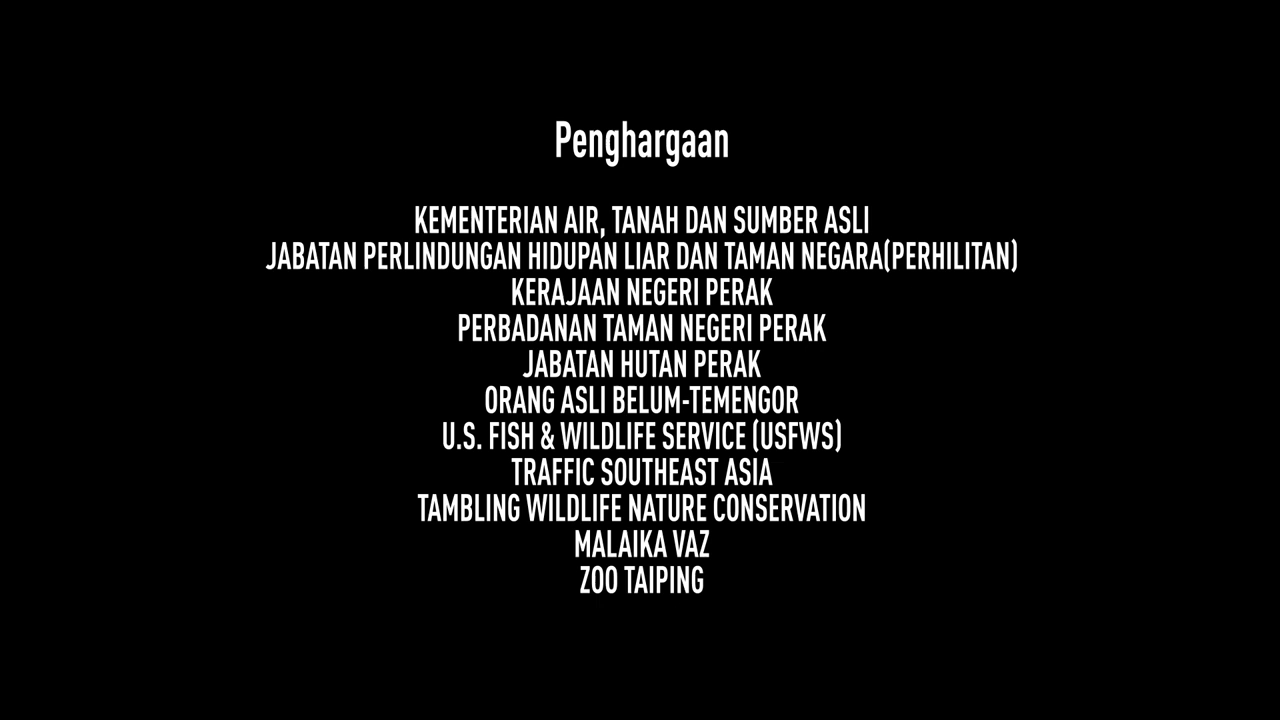 Penghargaan
KEMENTERIAN AIR, TANAH DAN SUMBER ASLI
JABATAN PERLINDUNGAN HIDUPAN LIAR DAN TAMAN NEGARA(PERHILITAN)
KERAJAAN NEGERI PERAK
PERBADANAN TAMAN NEGERI PERAK
JABATAN HUTAN PERAK
ORANG ASLI BELUM-TEMENGOR
U.S. FISH & WILDLIFE SERVICE (USFWS)
TRAFFIC SOUTHEAST ASIA
TAMBLING WILDLIFE NATURE CONSERVATION
MALAIKA VAZ
ZOO TAIPING